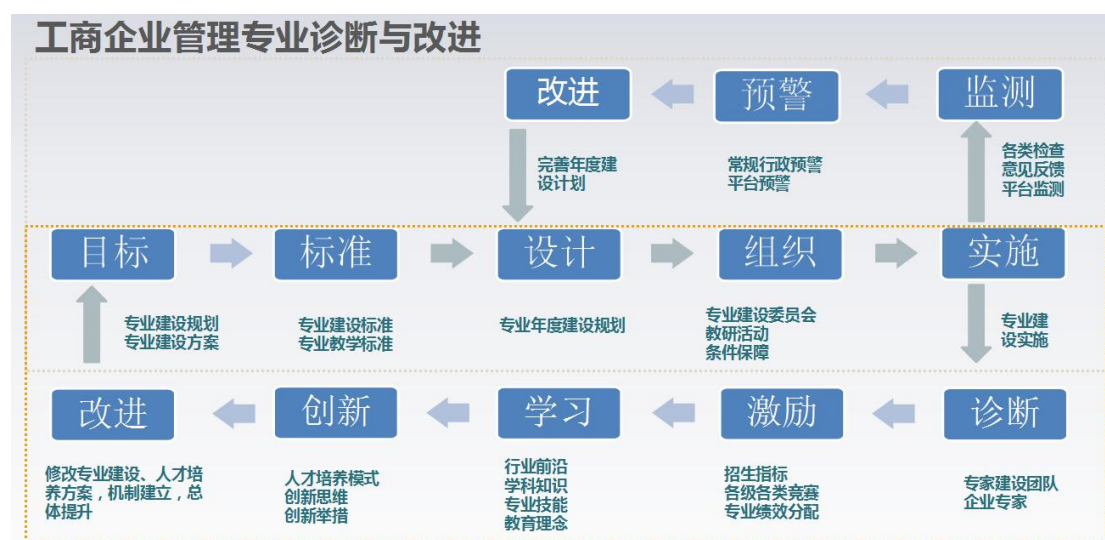 工商企业管理专业诊断与改进
改进
预警
监测
完善年度建
设计划
常规行政预警
平台预警
各类检查
意见反馈
平台监测
目标
标准
设计
组织
实施
专业建设规划
专业建设方案
专业建设标准
专业教学标准
专业年度建设规划
专业建设委员会
教研活动
条件保障
专业建
设实施
改进
创新
学习
激励
诊断
修改专业建设、人才培
养方案，机制建立，总
体提升
人才培养模式
创新思维
创新举措
行业前沿
学科知识
专业技能
教育理念
招生指标
各级各类竞赛
专业绩效分配
专家建设团队
企业专家